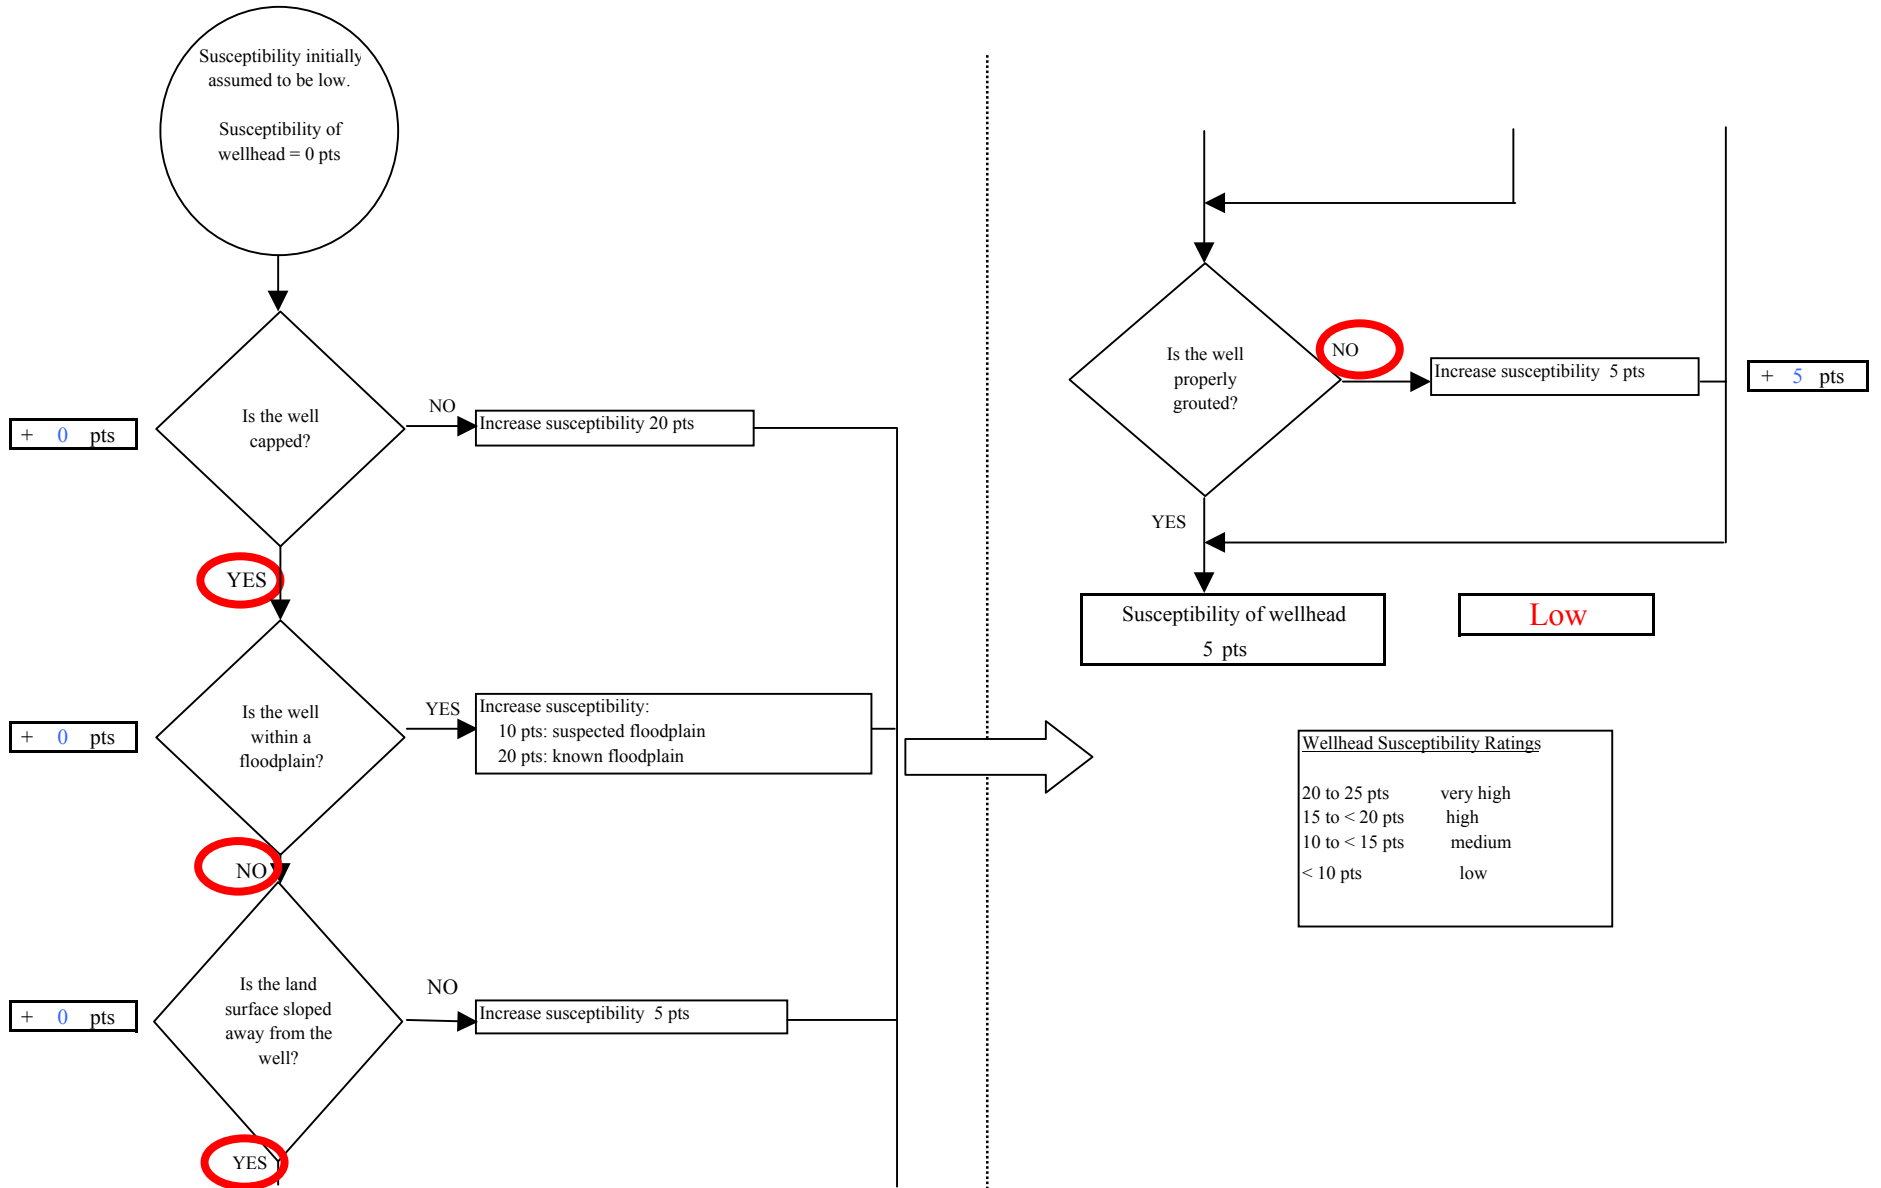 Susceptibility initially
assumed to be low.
Susceptibility of
wellhead = 0 pts
+ 0 pts
Is the well
capped?
NO
Increase susceptibility 20 pts
YES
+ 0 pts
Is the well
within a
floodplain?
YES
Increase susceptibility:
10 pts: suspected floodplain
20 pts: known floodplain
NO
+ 0 pts
Is the land
surface sloped
away from the
well?
NO
Increase susceptibility 5 pts
YES
Is the well
properly
grouted?
NO
Increase susceptibility 5 pts
+ 5 pts
YES
Susceptibility of wellhead
5 pts
Low
Wellhead Susceptibility Ratings
20 to 25 pts very high
15 to < 20 pts high
10 to < 15 pts medium
< 10 pts low